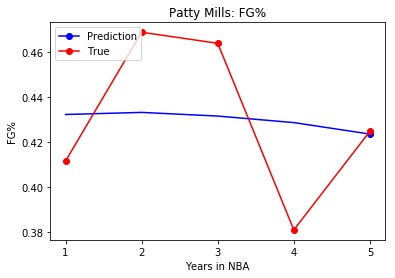 Patty Mills: FG%
Prediction
True
0.46
0.44
0.42
0.40
0.38
FG%
1 2 3 4 5
Years in NBA